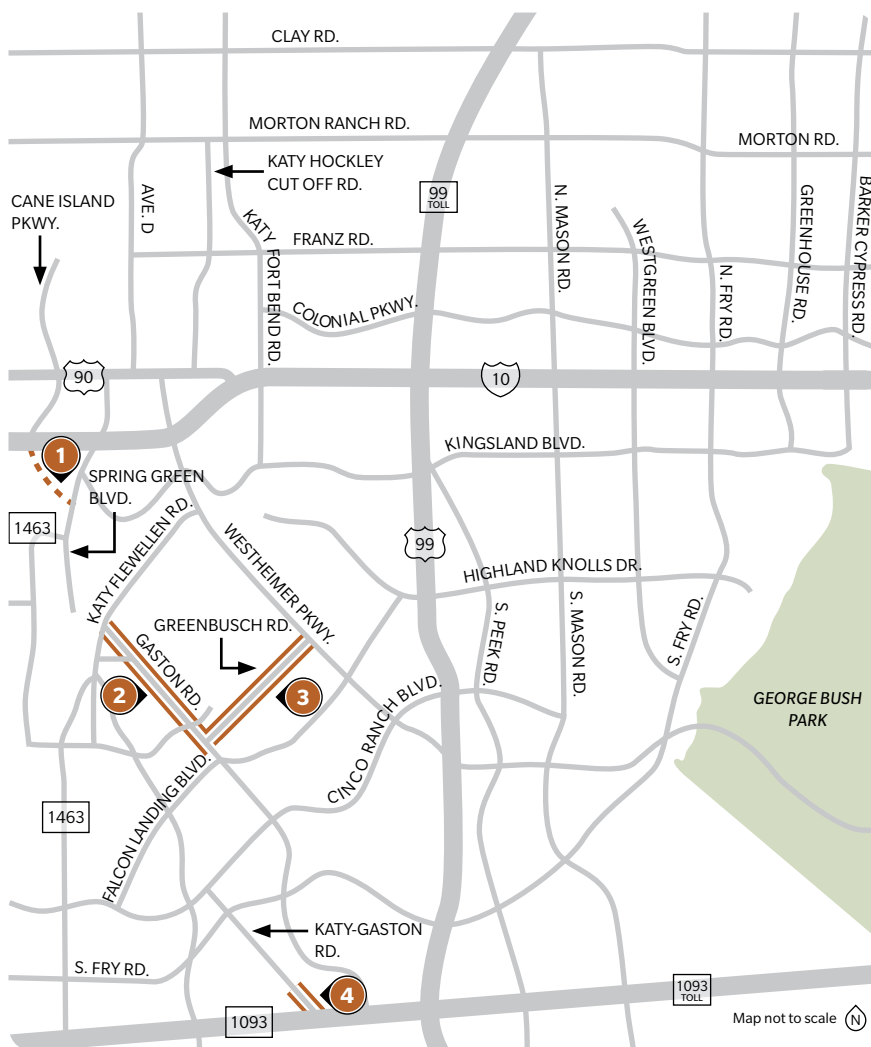 CLAY RD.
MORTON RANCH RD.
MORTON RD.
KATY HOCKLEY
CUT OFF RD.
99
TOLL
CANE ISLAND
PKWY.
AVE. D
N. MASON RD.
GREENHOUSE RD.
BARKER CYPRESS RD.
KATY FORT BEND RD.
WESTGREEN BLVD.
FRANZ RD.
N. FRY RD.
COLONIAL PKWY.
90
10
KINGSLAND BLVD.
1
SPRING GREEN
BLVD.
1463
KATY FLEWELLEN RD.
WESTHEIMER PKWY.
99
HIGHLAND KNOLLS DR.
S. PEEK RD.
S. MASON RD.
S. FRY RD.
GREENBUSCH RD.
GASTON RD.
2
3
CINCO RANCH BLVD.
GEORGE BUSH
PARK
1463
FALCON LANDING BLVD.
KATY-GASTON
RD.
S. FRY RD.
4
1093
1093
TOLL
Map not to scale
N